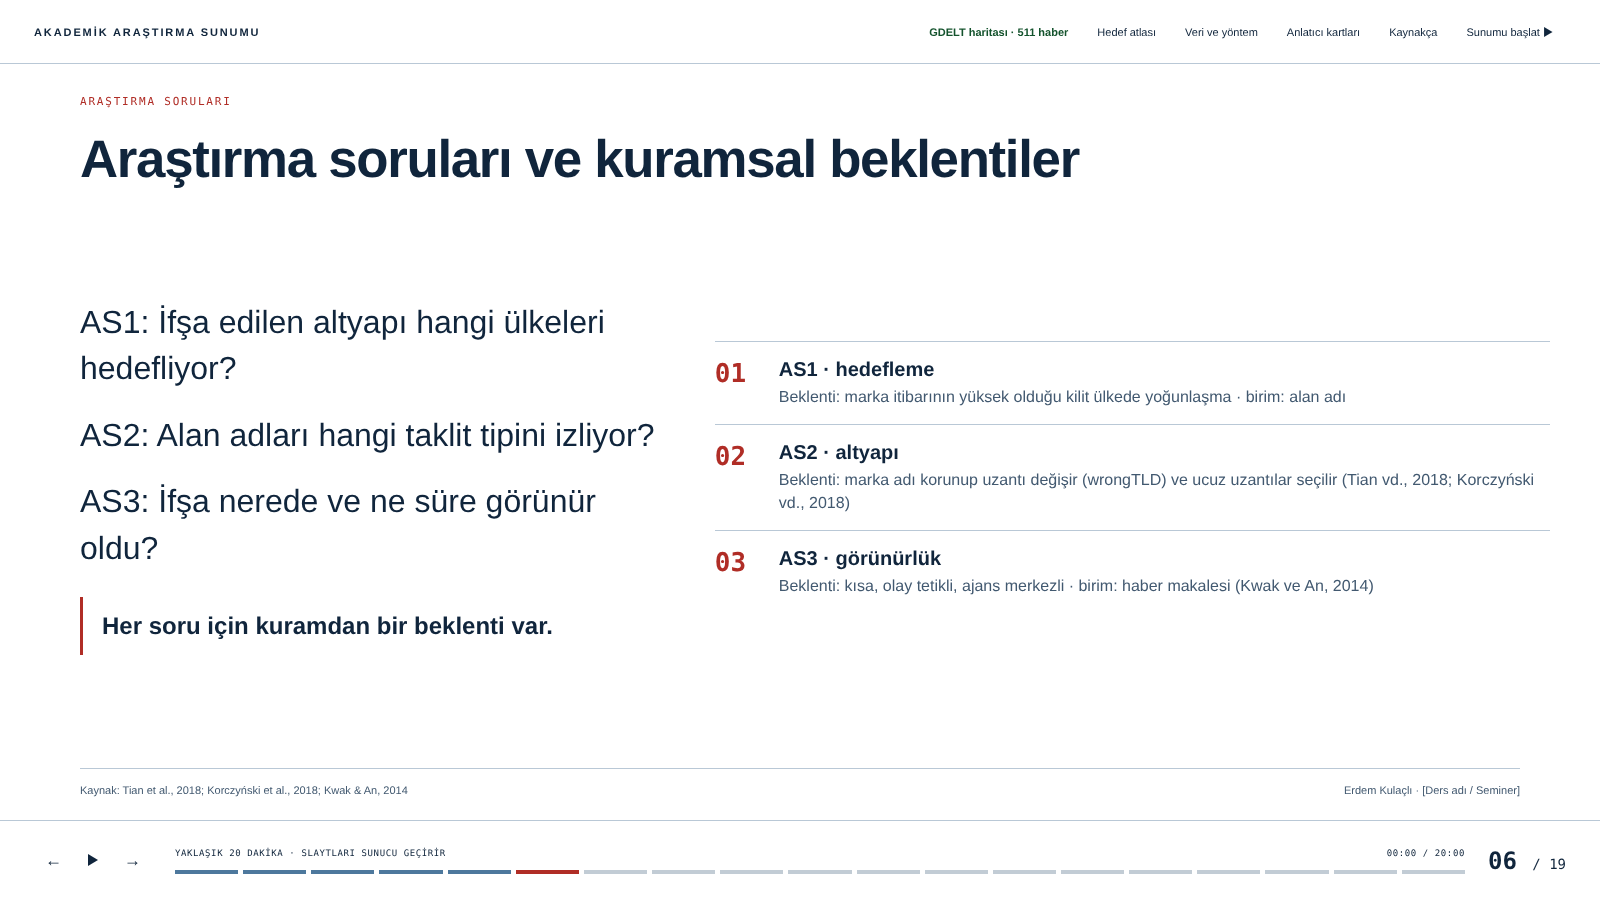 AKADEMİK ARAŞTIRMA SUNUMU
GDELT haritası · 511 haber
Hedef atlası
Veri ve yöntem
Anlatıcı kartları
Kaynakça
Sunumu başlat ▶
ARAŞTIRMA SORULARI
Araştırma soruları ve kuramsal beklentiler
AS1: İfşa edilen altyapı hangi ülkeleri
hedefliyor?
AS2: Alan adları hangi taklit tipini izliyor?
AS3: İfşa nerede ve ne süre görünür
oldu?
Her soru için kuramdan bir beklenti var.
01
AS1 · hedefleme
Beklenti: marka itibarının yüksek olduğu kilit ülkede yoğunlaşma · birim: alan adı
02
AS2 · altyapı
Beklenti: marka adı korunup uzantı değişir (wrongTLD) ve ucuz uzantılar seçilir (Tian vd., 2018; Korczyński
vd., 2018)
03
AS3 · görünürlük
Beklenti: kısa, olay tetikli, ajans merkezli · birim: haber makalesi (Kwak ve An, 2014)
Kaynak: Tian et al., 2018; Korczyński et al., 2018; Kwak & An, 2014
Erdem Kulaçlı · [Ders adı / Seminer]
← ▶ →
YAKLAŞIK 20 DAKİKA · SLAYTLARI SUNUCU GEÇİRİR
00:00 / 20:00
06 / 19